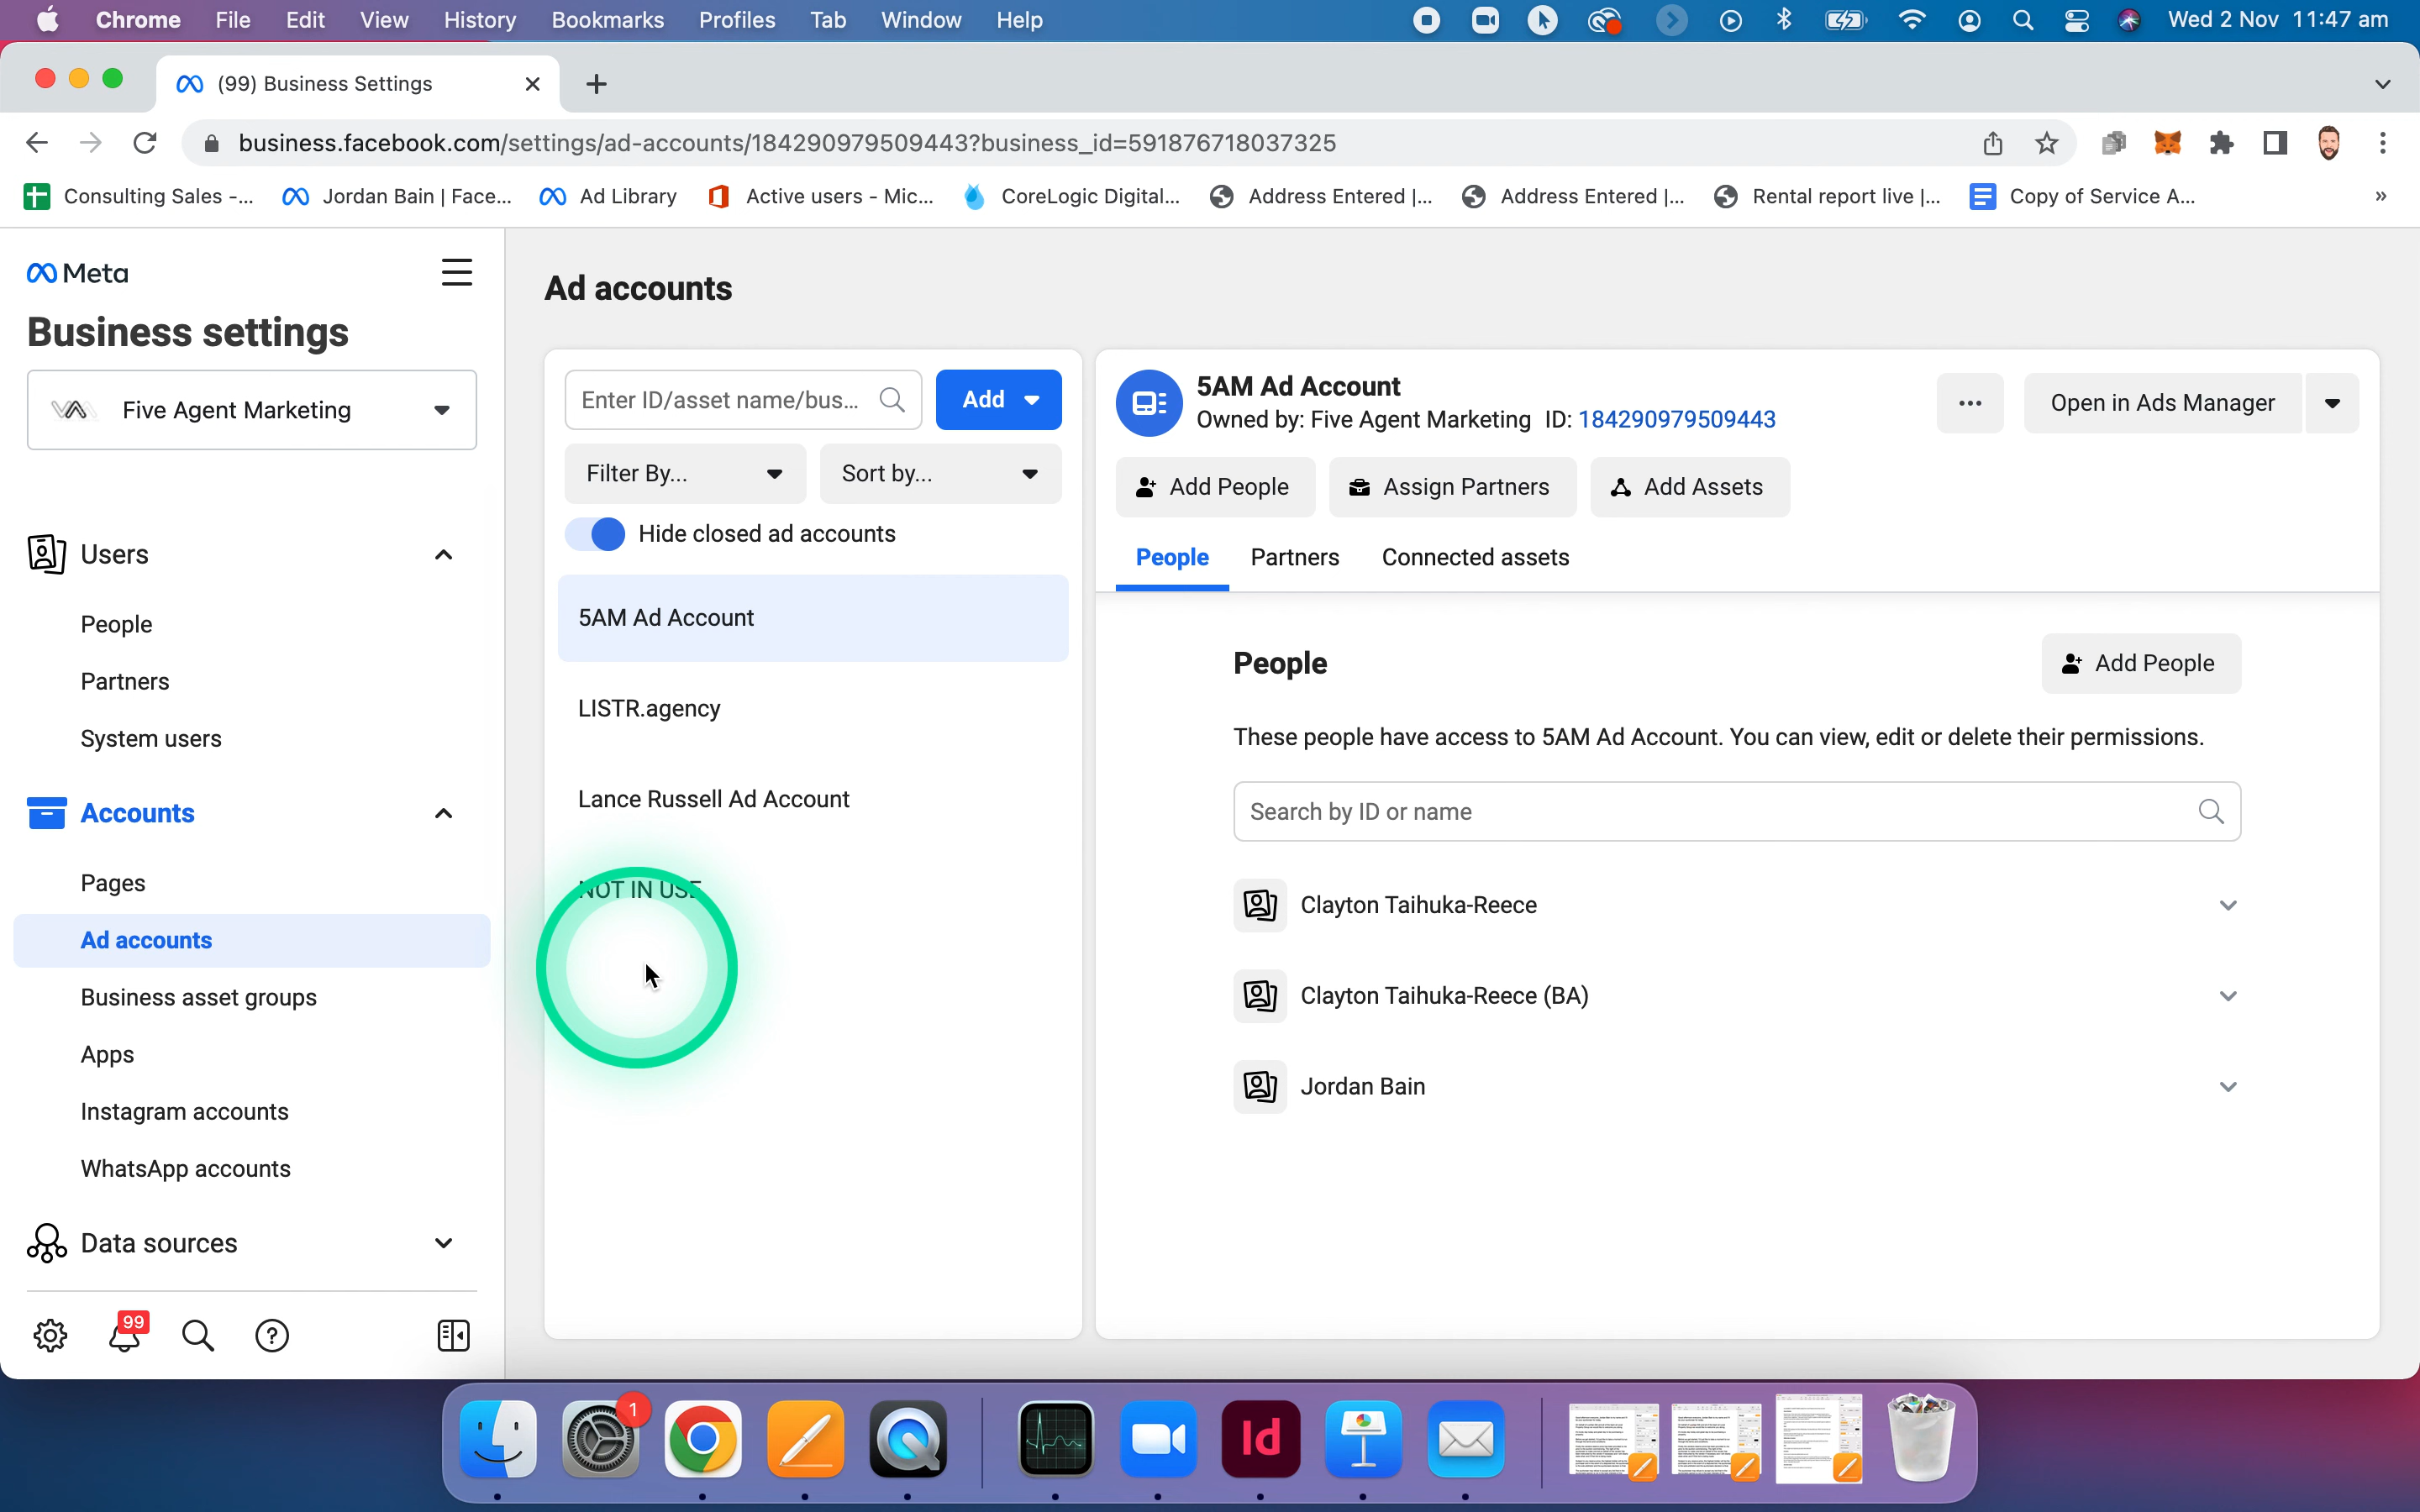 Chrome File Edit View History Bookmarks Profiles Tab Window Help Wed 2 Nov 11:47 am
(99) Business Settings
business.facebook.com/settings/ad-accounts/184290979509443?business_id=591876718037325
Consulting Sales -... Jordan Bain | Face... Ad Library Active users - Mic... CoreLogic Digital... Address Entered |... Address Entered |... Rental report live |... Copy of Service A... »
Meta
Business settings
Five Agent Marketing
Users
People
Partners
System users
Accounts
Pages
Ad accounts
Business asset groups
Apps
Instagram accounts
WhatsApp accounts
Data sources
99
Ad accounts
Enter ID/asset name/bus... Add
Filter By... Sort by...
Hide closed ad accounts
5AM Ad Account
LISTR.agency
Lance Russell Ad Account
NOT IN USE
5AM Ad Account
Owned by: Five Agent Marketing ID: 184290979509443
... Open in Ads Manager
Add People Assign Partners Add Assets
People Partners Connected assets
People Add People
These people have access to 5AM Ad Account. You can view, edit or delete their permissions.
Search by ID or name
Clayton Taihuka-Reece
Clayton Taihuka-Reece (BA)
Jordan Bain
1
Id